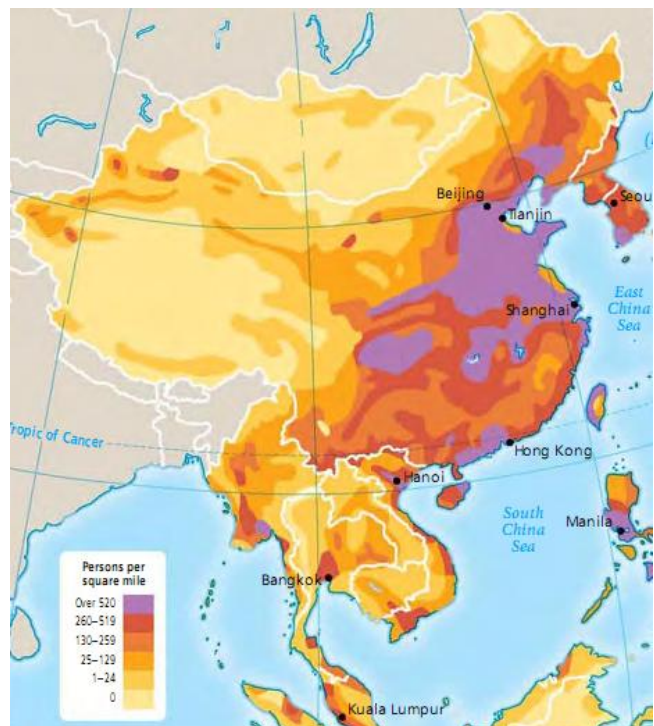 Beijing
Tianjin
Seou
East
China
Sea
Shanghai
Tropic of Cancer
Hong Kong
Hanoi
South
China
Sea
Manila
Bangkok
Kuala Lumpur
Persons per
square mile
Over 520
260–519
130–259
25–129
1–24
0